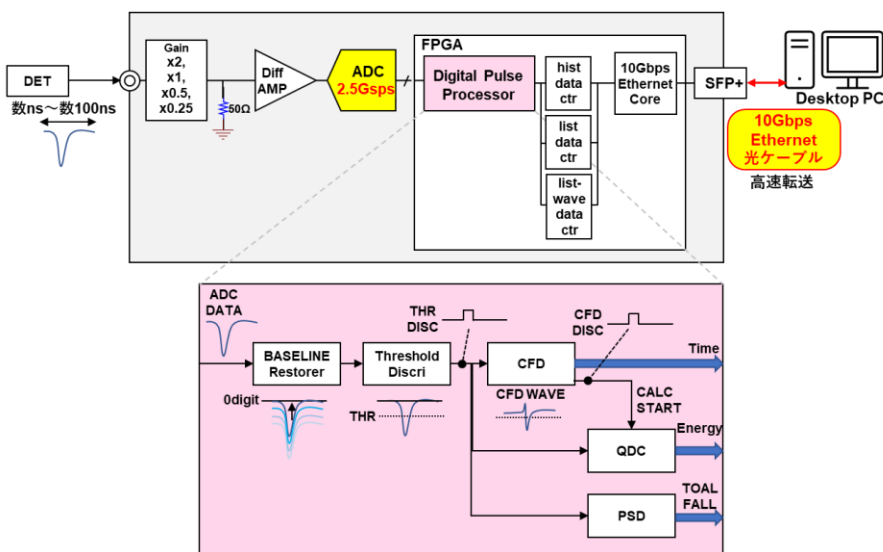 DET
数ns～数100ns
Gain
x2,
x1,
x0.5,
x0.25
50Ω
Diff
AMP
ADC
2.5Gsps
FPGA
Digital Pulse
Processor
hist
data
ctr
list
data
ctr
list-
wave
data
ctr
10Gbps
Ethernet
Core
SFP+
Desktop PC
10Gbps
Ethernet
光ケーブル
高速転送
ADC
DATA
BASELINE
Restorer
0digit
Threshold
Discri
THR
THR
DISC
CFD
CFD WAVE
CFD
DISC
Time
CALC
START
QDC
Energy
PSD
TOAL
FALL